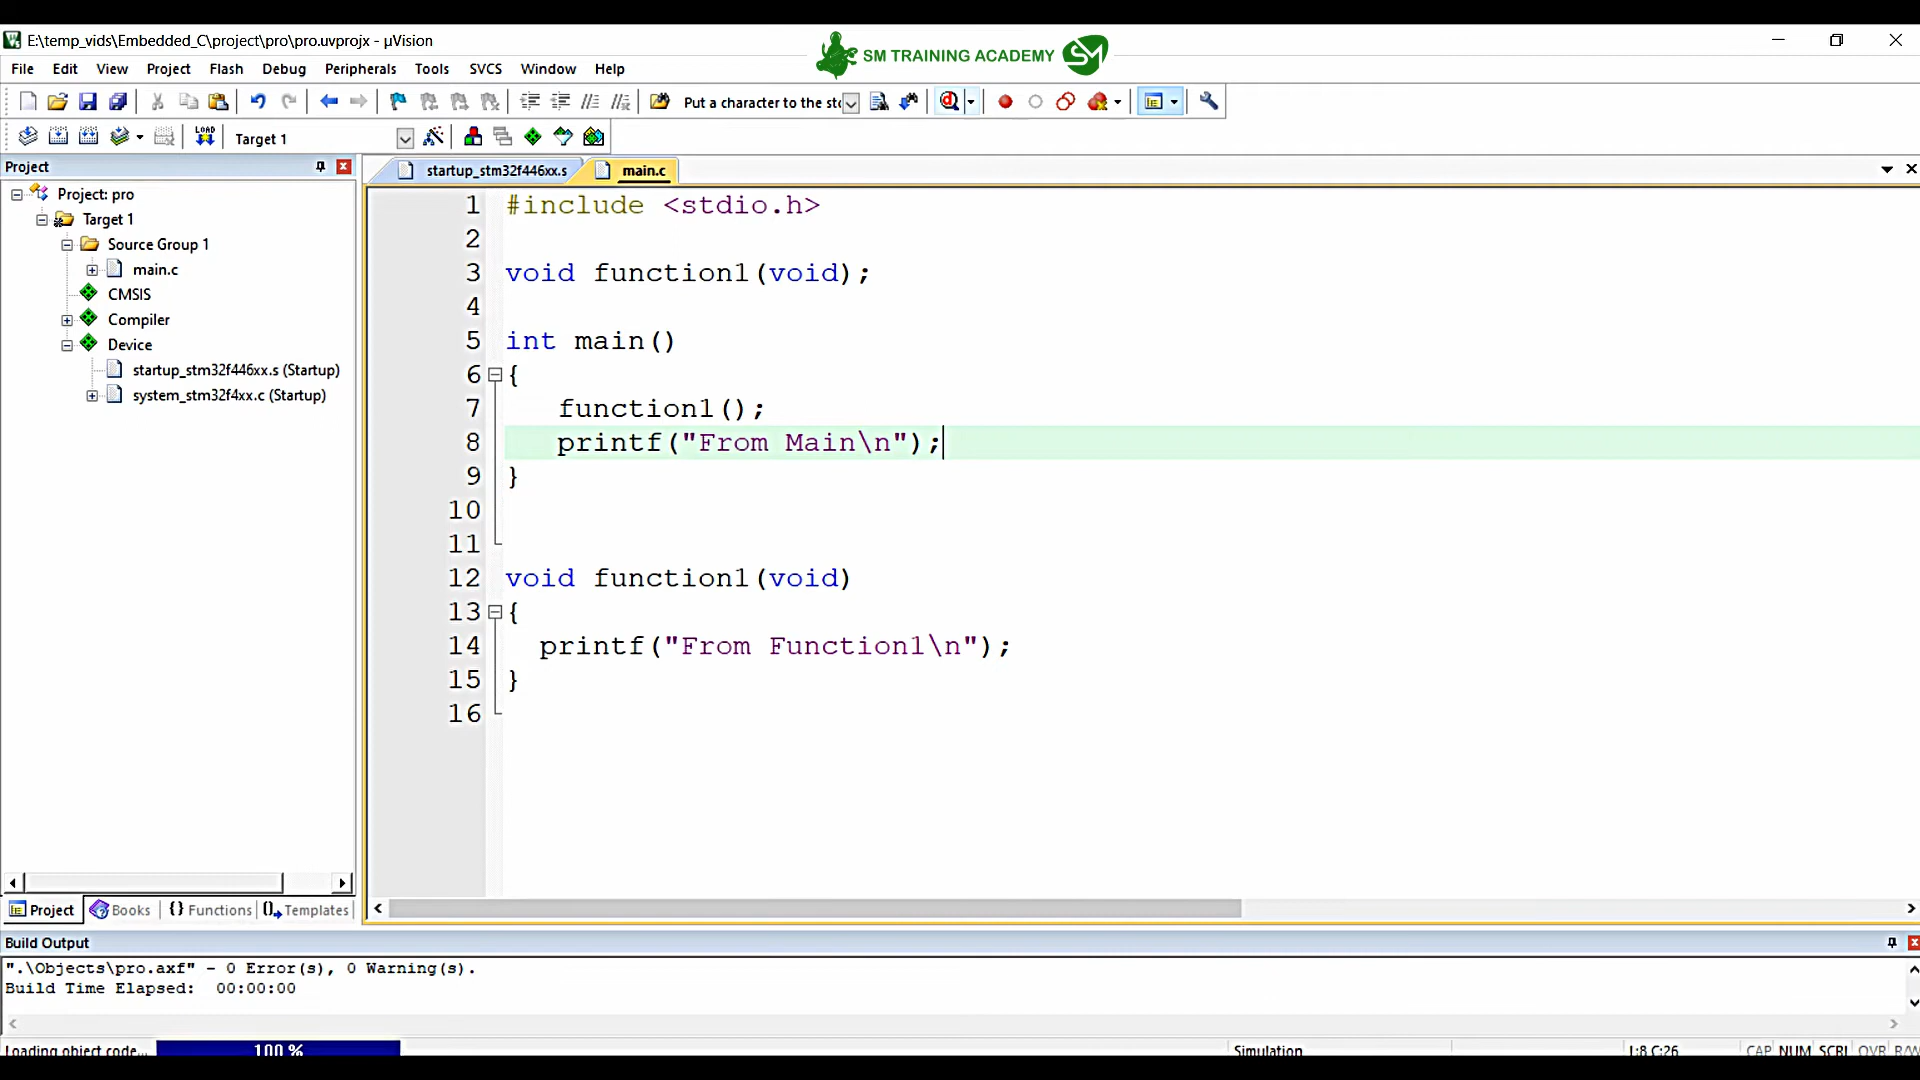 E:\temp_vids\Embedded_C\project\pro\pro.uvprojx - µVision
SM TRAINING ACADEMY SM
File Edit View Project Flash Debug Peripherals Tools SVCS Window Help
Put a character to the stc
LOAD Target 1
Project
startup_stm32f446xx.s main.c
Project: pro
Target 1
Source Group 1
main.c
CMSIS
Compiler
Device
startup_stm32f446xx.s (Startup)
system_stm32f4xx.c (Startup)
1 #include <stdio.h>
2
3 void function1(void);
4
5 int main()
6 {
7 function1();
8 printf("From Main\n");
9 }
10
11
12 void function1(void)
13 {
14 printf("From Function1\n");
15 }
16
Project Books {} Functions Templates
Build Output
".\Objects\pro.axf" - 0 Error(s), 0 Warning(s).
Build Time Elapsed: 00:00:00
Loading object code... 100 % Simulation L:8 C:26 CAP NUM SCRL OVR R/W